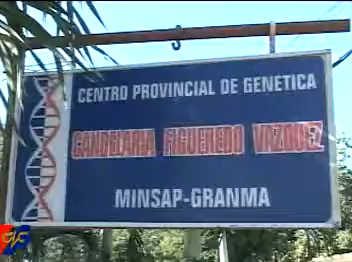 CENTRO PROVINCIAL DE GENETICA
CANDELARIA FIGUEREDO VAZQUEZ
MINSAP-GRANMA